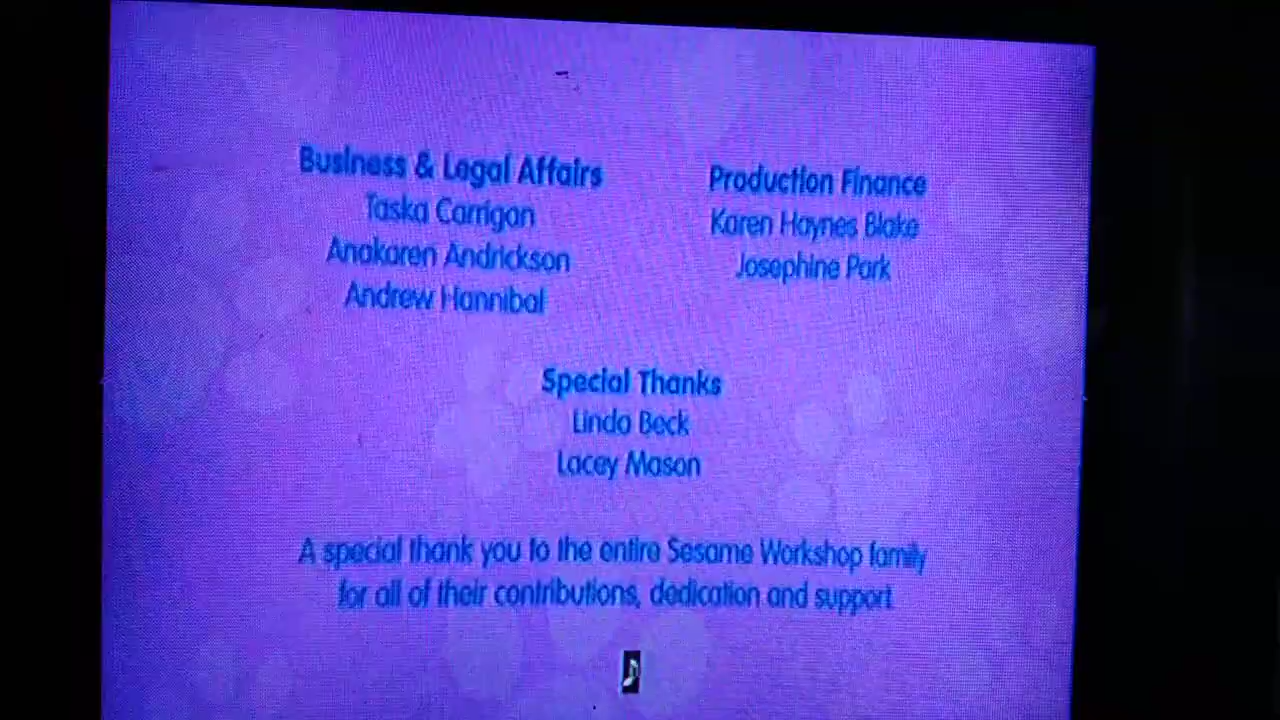 Business & Legal Affairs
Taska Carrigan
Annkaren Andrickson
Andrew Hannibal
Production Finance
Karen Haynes Blake
Josephine Park
Special Thanks
Linda Beck
Lacey Mason
A special thank you to the entire Sesame Workshop family
for all of their contributions, dedication and support
♪